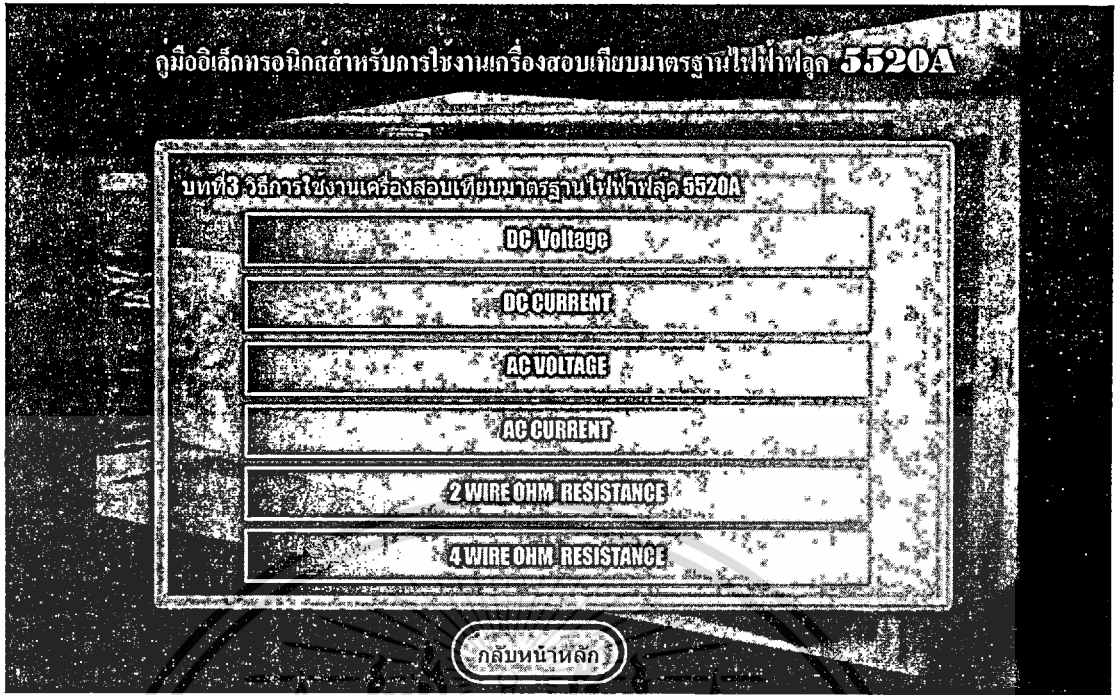 คู่มืออิเล็กทรอนิกส์สำหรับการใช้งานเครื่องสอบเทียบมาตรฐานไฟฟ้าฟลุ๊ค 5520A
บทที่3 วิธีการใช้งานเครื่องสอบเทียบมาตรฐานไฟฟ้าฟลุ๊ค 5520A
DC Voltage
DC CURRENT
AC VOLTAGE
AC CURRENT
2 WIRE OHM RESISTANCE
4 WIRE OHM RESISTANCE
กลับหน้าหลัก